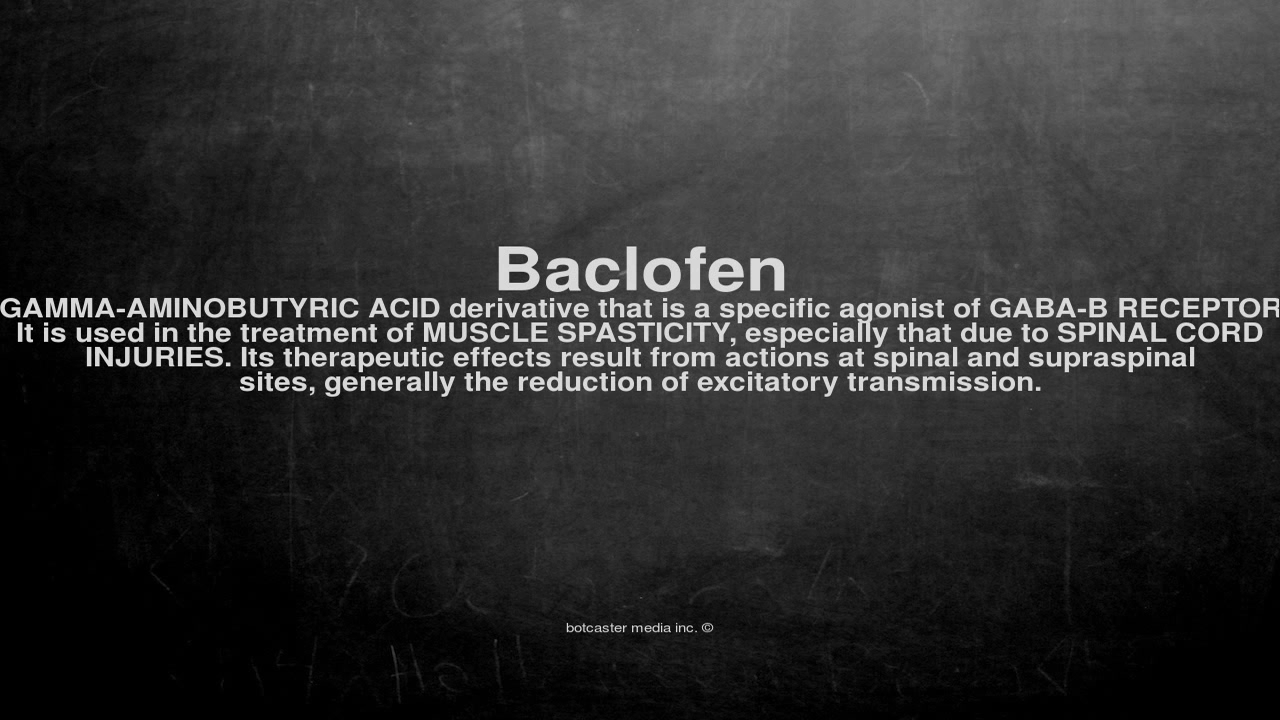 Baclofen
GAMMA-AMINOBUTYRIC ACID derivative that is a specific agonist of GABA-B RECEPTOR
It is used in the treatment of MUSCLE SPASTICITY, especially that due to SPINAL CORD
INJURIES. Its therapeutic effects result from actions at spinal and supraspinal
sites, generally the reduction of excitatory transmission.
botcaster media inc. ©